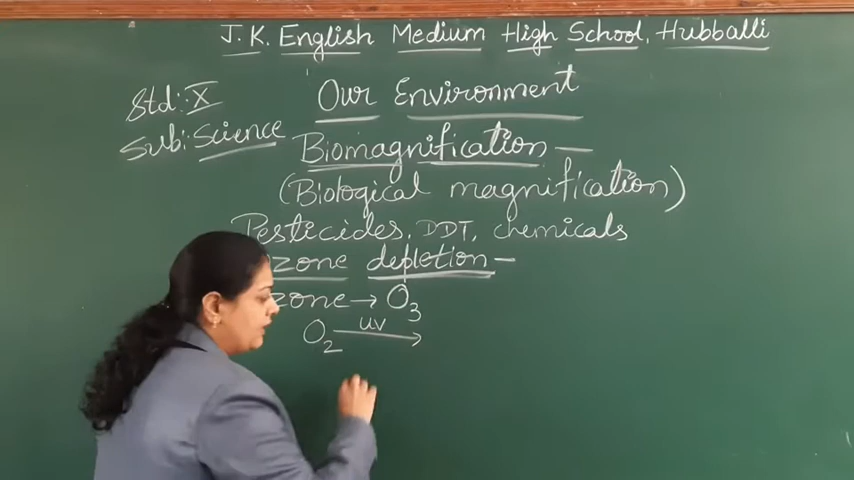 J.K. English Medium High School, Hubballi
Std: X
Our Environment
Sub: Science
Biomagnification —
(Biological magnification)
Pesticides, DDT, chemicals
zone depletion —
zone → O3
O2 uv →